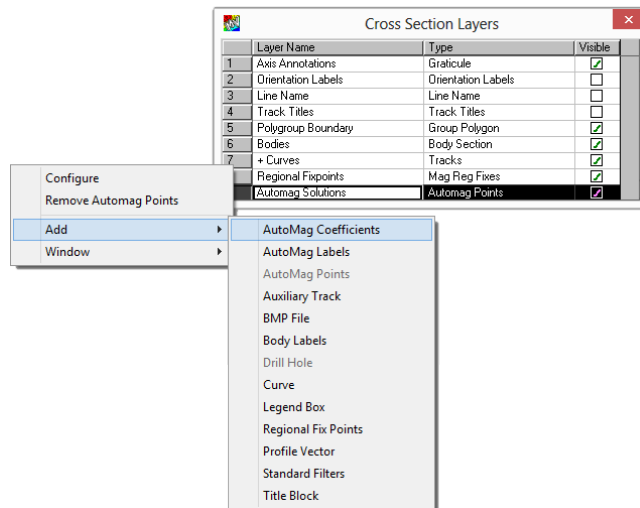 Cross Section Layers
Layer Name Type Visible
1 Axis Annotations Graticule
2 Orientation Labels Orientation Labels
3 Line Name Line Name
4 Track Titles Track Titles
5 Polygroup Boundary Group Polygon
6 Bodies Body Section
7 + Curves Tracks
Regional Fixpoints Mag Reg Fixes
Automag Solutions Automag Points
Configure
Remove Automag Points
Add
Window
AutoMag Coefficients
AutoMag Labels
AutoMag Points
Auxiliary Track
BMP File
Body Labels
Drill Hole
Curve
Legend Box
Regional Fix Points
Profile Vector
Standard Filters
Title Block